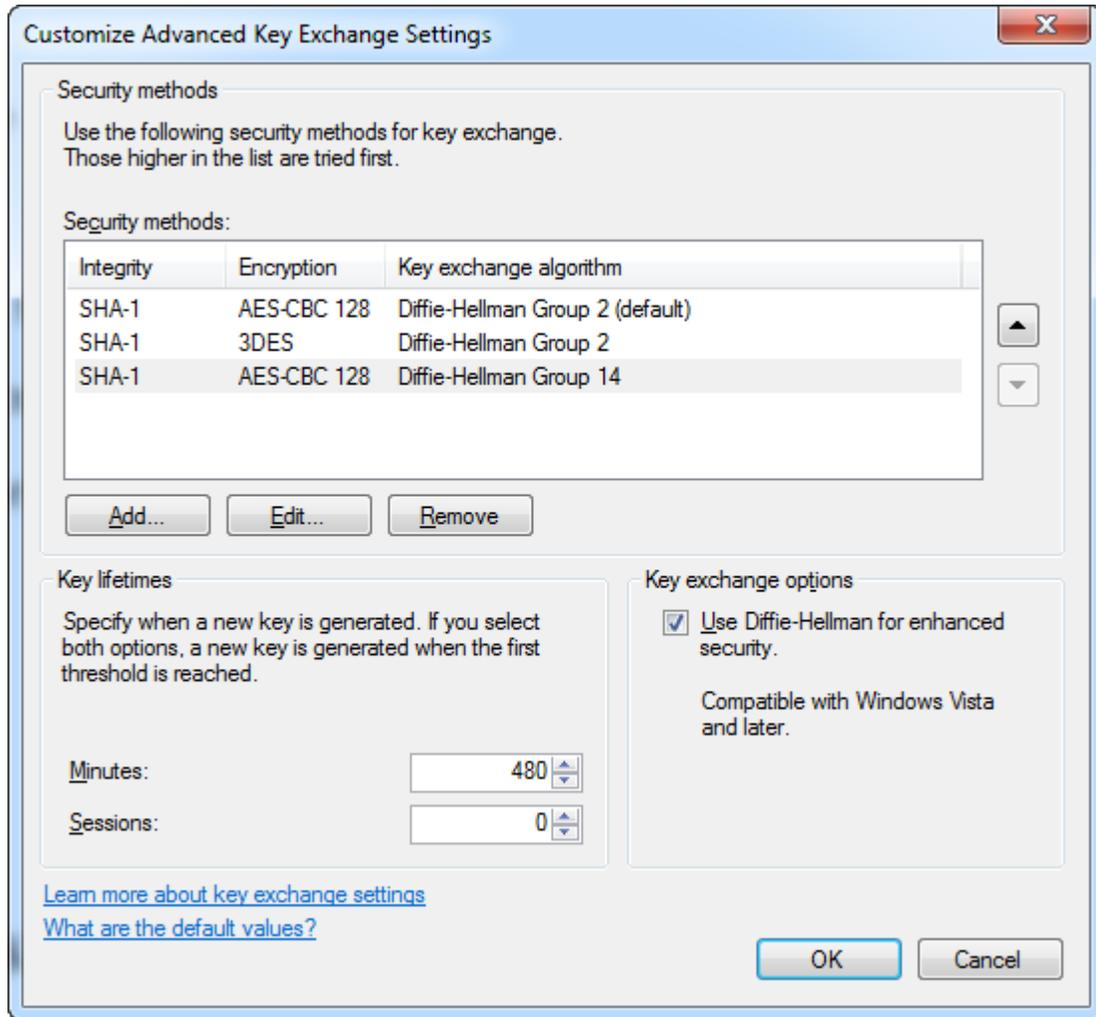 Customize Advanced Key Exchange Settings
Security methods
Use the following security methods for key exchange.
Those higher in the list are tried first.
Security methods:
Integrity Encryption Key exchange algorithm
SHA-1 AES-CBC 128 Diffie-Hellman Group 2 (default)
SHA-1 3DES Diffie-Hellman Group 2
SHA-1 AES-CBC 128 Diffie-Hellman Group 14
Add... Edit... Remove
Key lifetimes
Specify when a new key is generated. If you select
both options, a new key is generated when the first
threshold is reached.
Minutes: 480
Sessions: 0
Key exchange options
Use Diffie-Hellman for enhanced
security.
Compatible with Windows Vista
and later.
Learn more about key exchange settings
What are the default values?
OK Cancel